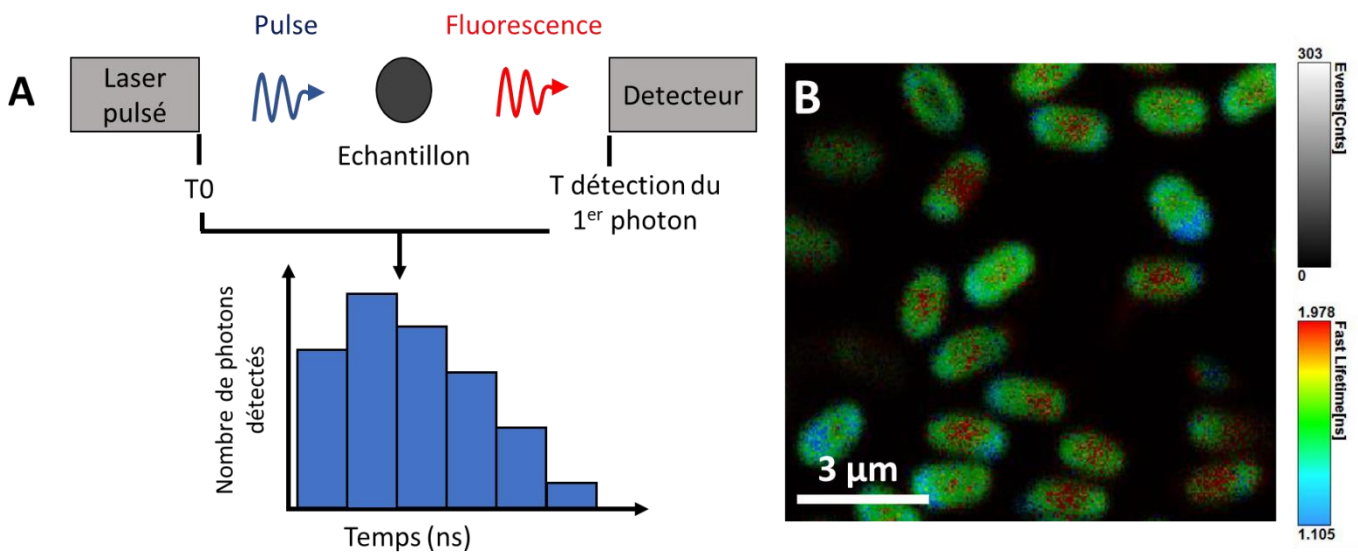 A
Pulse
Fluorescence
Laser
pulsé
Detecteur
Echantillon
T0
T détection du
1er photon
Nombre de photons
détectés
Temps (ns)
B
3 µm
303
Events[Cnts]
0
1.978
Fast Lifetime[ns]
1.105